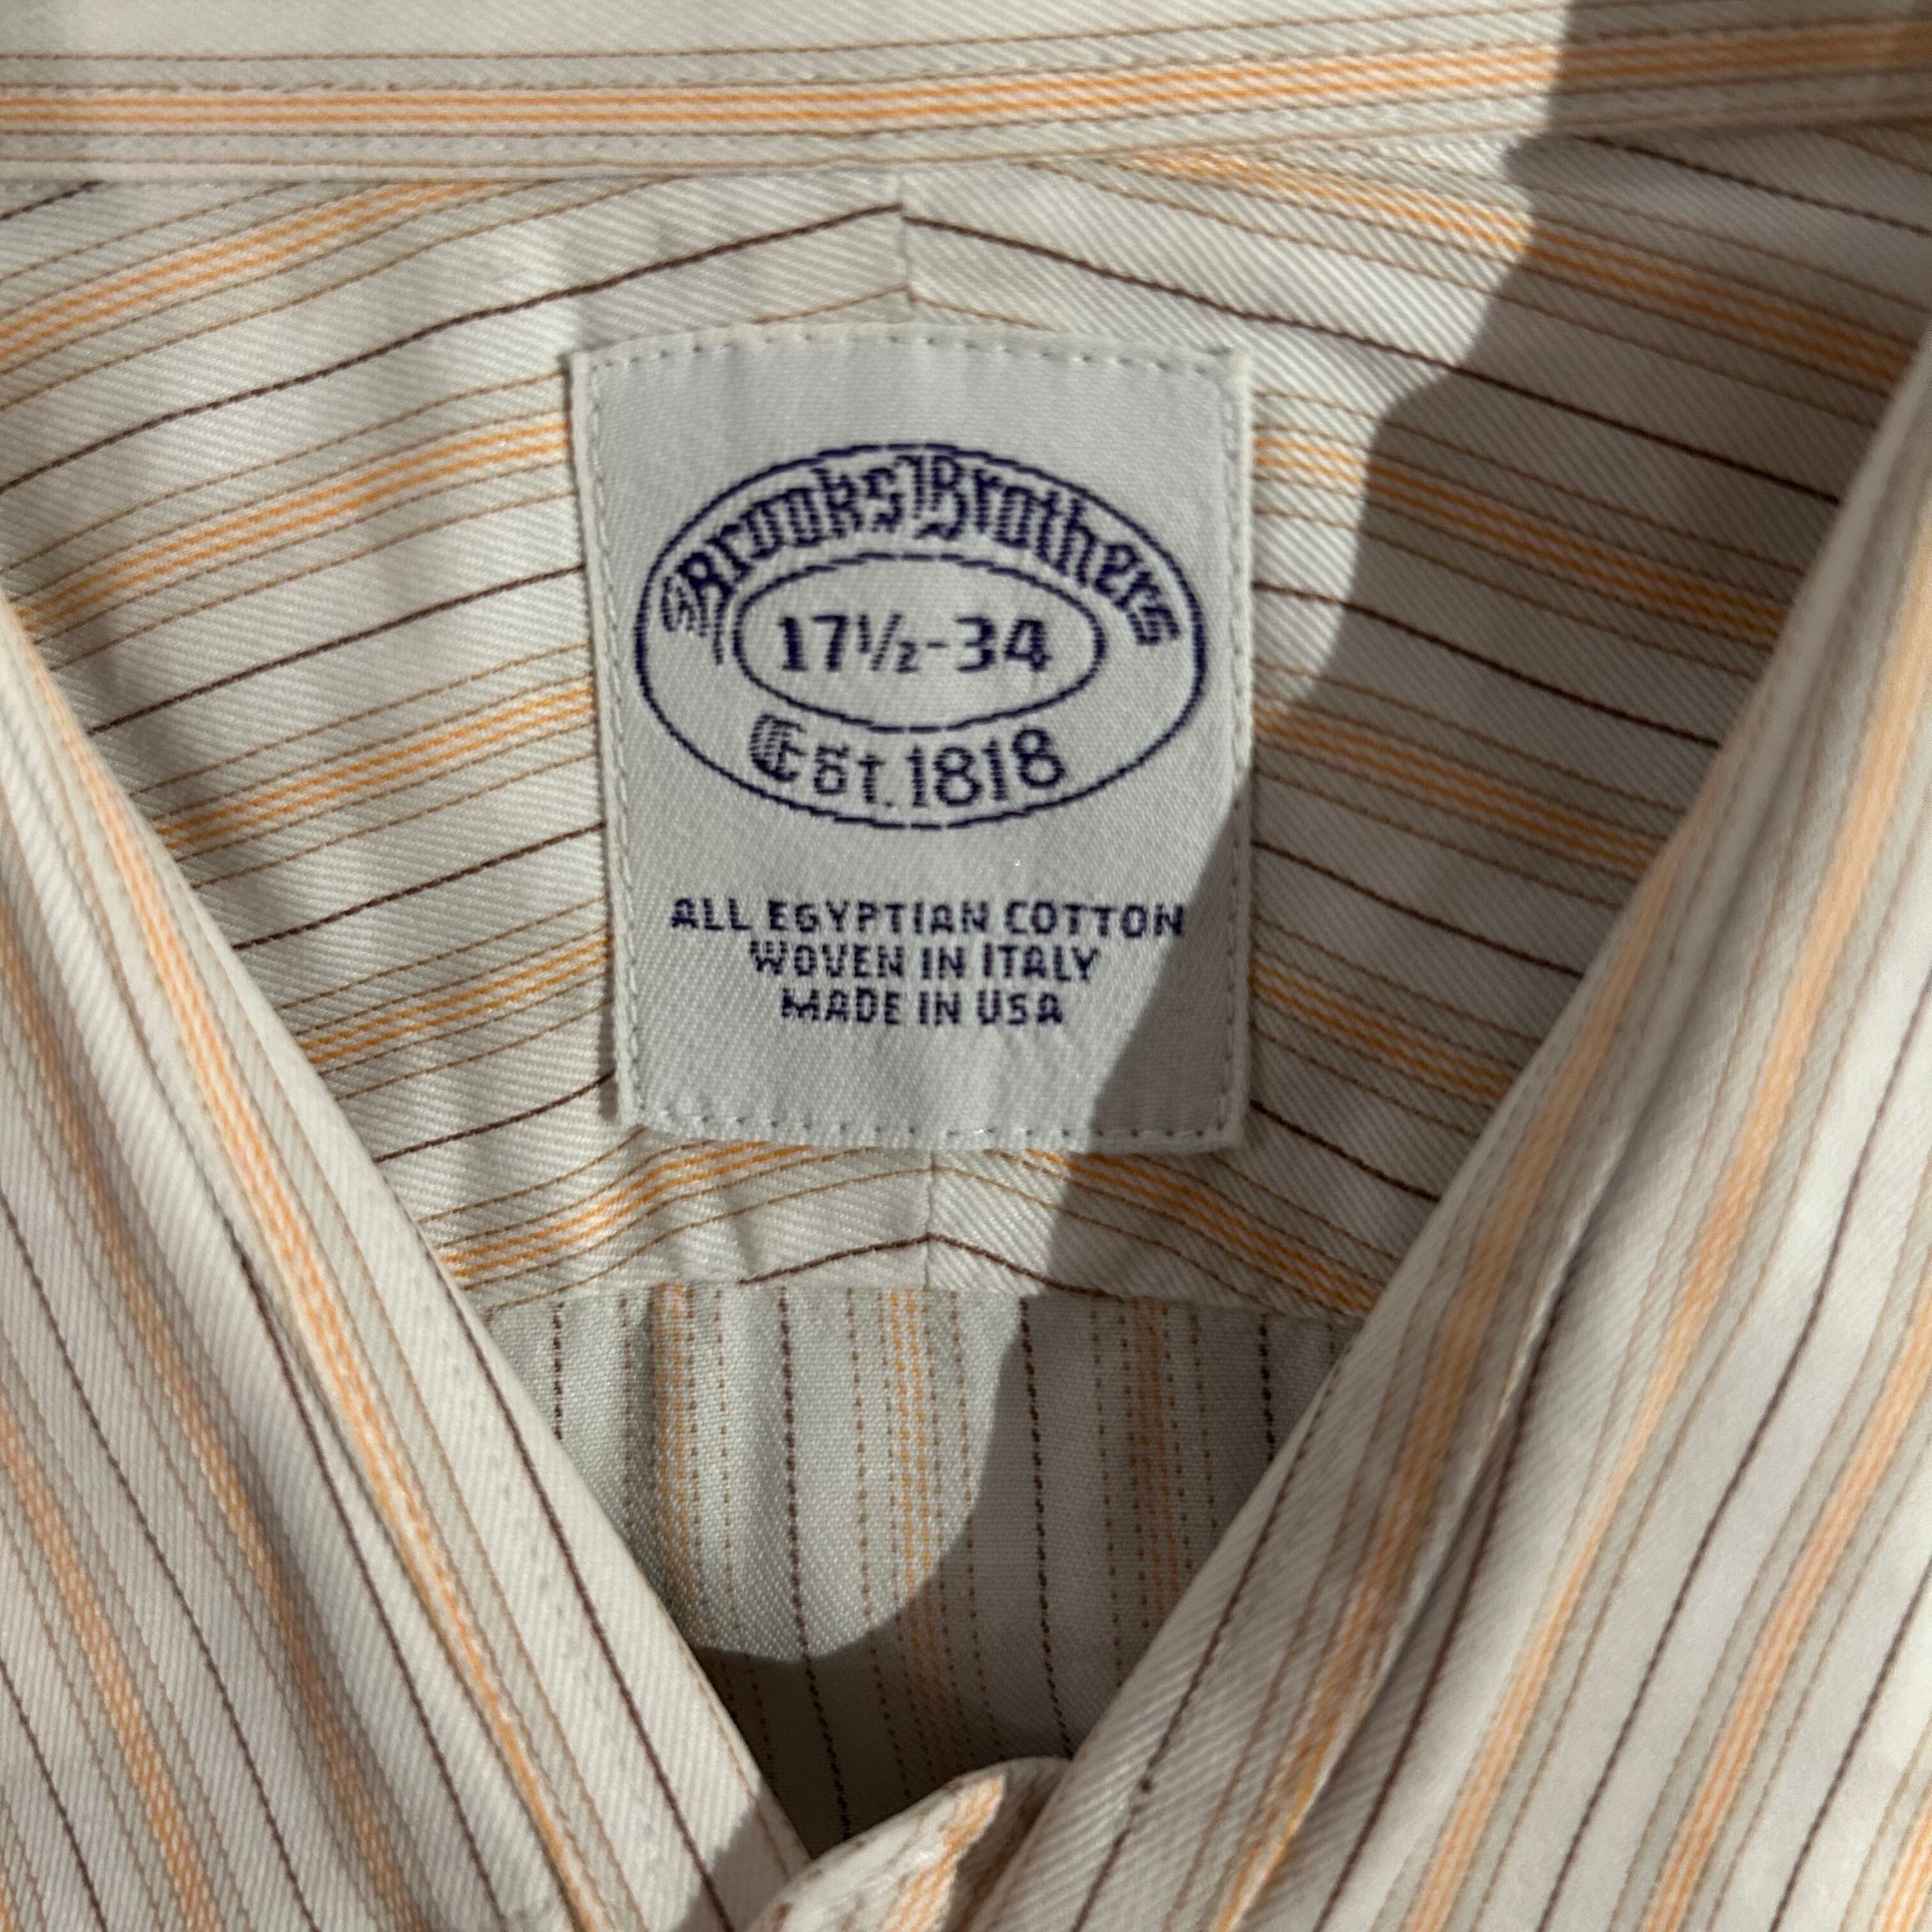 Brooks Brothers
17½-34
Est. 1818
ALL EGYPTIAN COTTON
WOVEN IN ITALY
MADE IN USA